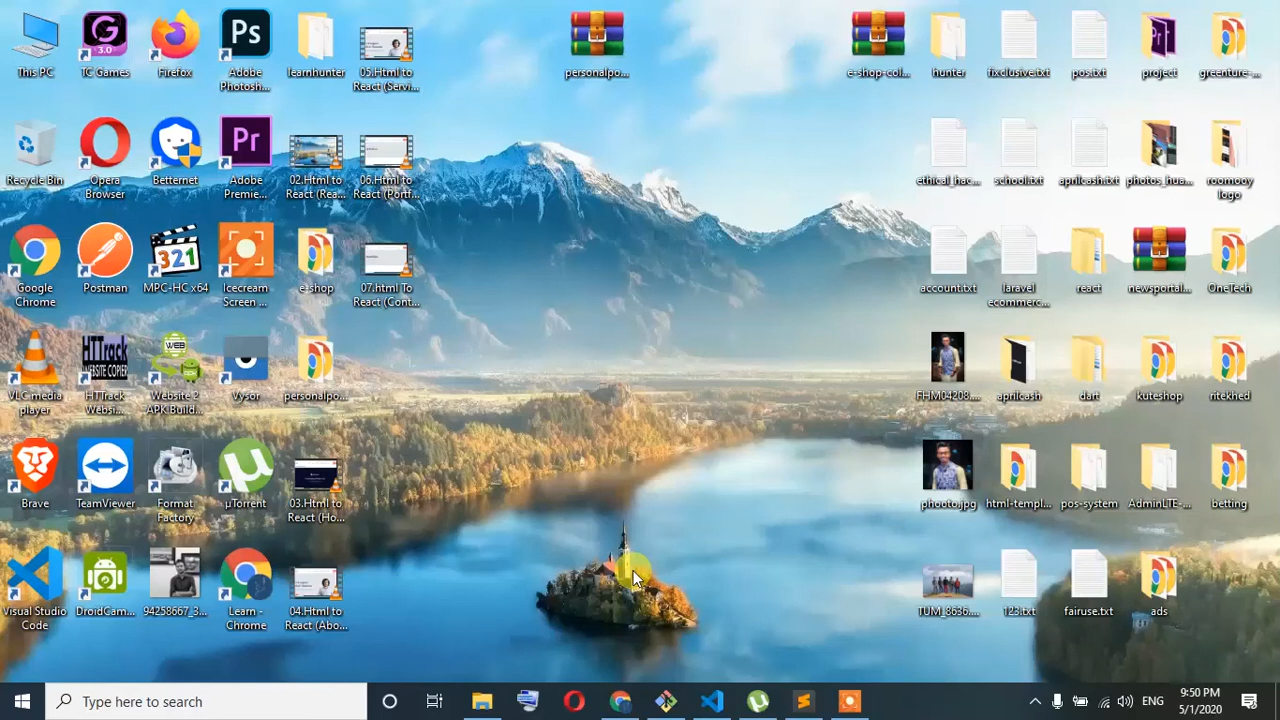 This PC
TC Games
Firefox
Adobe
Photosh...
learnhunter
05.Html to
React (Servi...
personalpo...
e-shop-col...
hunter
fixclusive.txt
pos.txt
project
greenture-...
Recycle Bin
Opera
Browser
Betternet
Adobe
Premie...
02.Html to
React (Rea...
06.Html to
React (Portf...
ethical_hac...
school.txt
aprilcash.txt
photos_hua...
roomooy
logo
Google
Chrome
Postman
MPC-HC x64
Icecream
Screen ...
e-shop
07.html To
React (Cont...
account.txt
laravel
ecommerc...
react
newsportal...
OneTech
VLC media
player
HTTrack
Websi...
Website 2
APK Build...
Vysor
personalpo...
FHM04208....
aprilcash
dart
kuteshop
ritekhed
Brave
TeamViewer
Format
Factory
µTorrent
03.Html to
React (Ho...
phooto.jpg
html-templ...
pos-system
AdminLTE-...
betting
Visual Studio
Code
DroidCam...
94258667_3...
Learn -
Chrome
04.Html to
React (Abo...
TUM_8636....
123.txt
fairuse.txt
ads
Type here to search
ENG
9:50 PM
5/1/2020